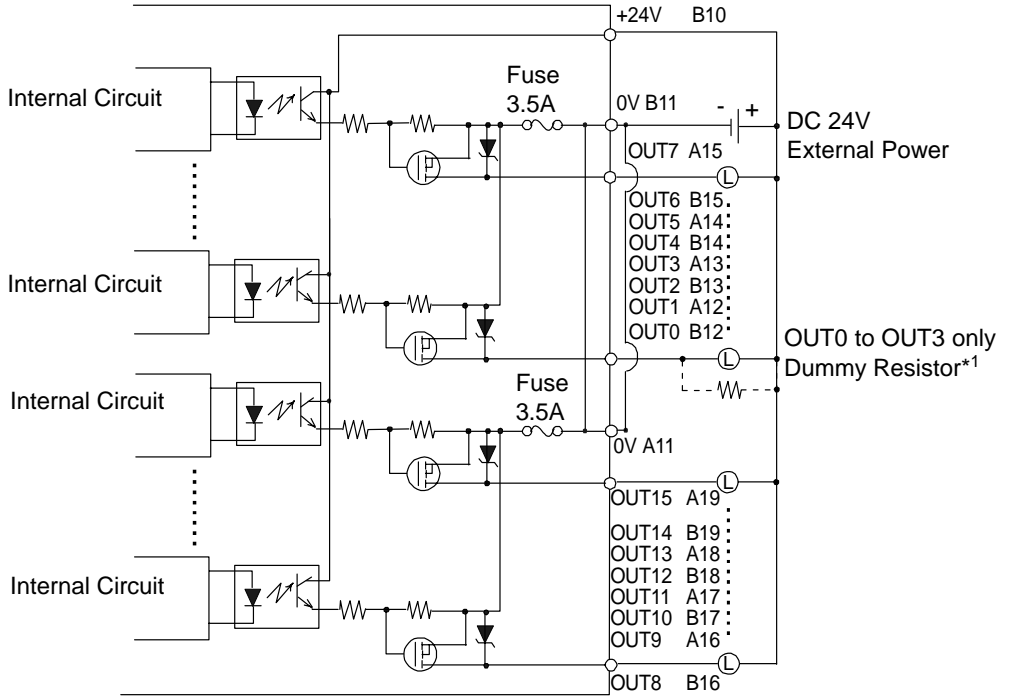 +24V B10
Internal Circuit
Fuse
3.5A
0V B11
- +
DC 24V
External Power
OUT7 A15
L
OUT6 B15
OUT5 A14
OUT4 B14
OUT3 A13
OUT2 B13
OUT1 A12
OUT0 B12
Internal Circuit
L
OUT0 to OUT3 only
Dummy Resistor*1
Internal Circuit
Fuse
3.5A
0V A11
L
OUT15 A19
OUT14 B19
OUT13 A18
OUT12 B18
OUT11 A17
OUT10 B17
OUT9 A16
Internal Circuit
L
OUT8 B16